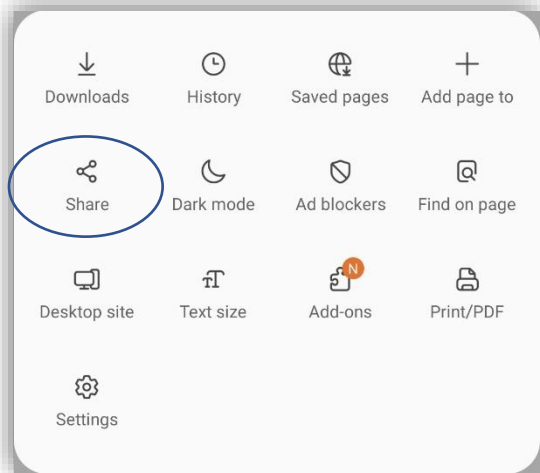 Downloads History Saved pages Add page to
Share Dark mode Ad blockers Find on page
N
Desktop site Text size Add-ons Print/PDF
Settings